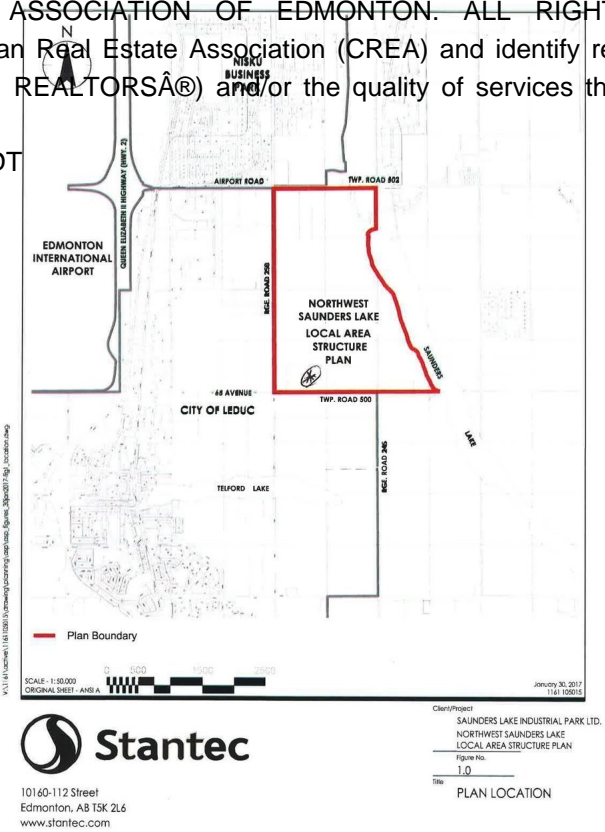 ASSOCIATION OF EDMONTON. ALL RIGHT
an Real Estate Association (CREA) and identify re
REALTORSÂ®) and/or the quality of services th
OT
N
NISKU
BUSINESS
PARK
QUEEN ELIZABETH II HIGHWAY (HWY. 2)
AIRPORT ROAD
TWP. ROAD 502
EDMONTON
INTERNATIONAL
AIRPORT
RGE. ROAD 250
NORTHWEST
SAUNDERS LAKE
LOCAL AREA
STRUCTURE
PLAN
SAUNDERS
LAKE
65 AVENUE
TWP. ROAD 500
CITY OF LEDUC
RGE. ROAD 245
TELFORD LAKE
Plan Boundary
0 500 1500 2500
SCALE - 1: 50,000
ORIGINAL SHEET - ANSI A
January 30, 2017
1161 105015
Stantec
10160-112 Street
Edmonton, AB T5K 2L6
www.stantec.com
Client/Project
SAUNDERS LAKE INDUSTRIAL PARK LTD.
NORTHWEST SAUNDERS LAKE
LOCAL AREA STRUCTURE PLAN
Figure No.
1.0
Title
PLAN LOCATION